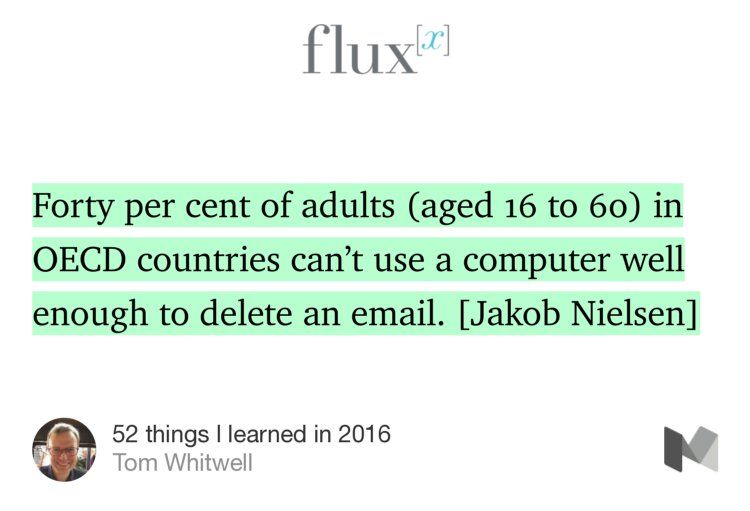 flux[x]
Forty per cent of adults (aged 16 to 60) in
OECD countries can’t use a computer well
enough to delete an email. [Jakob Nielsen]
52 things I learned in 2016
Tom Whitwell